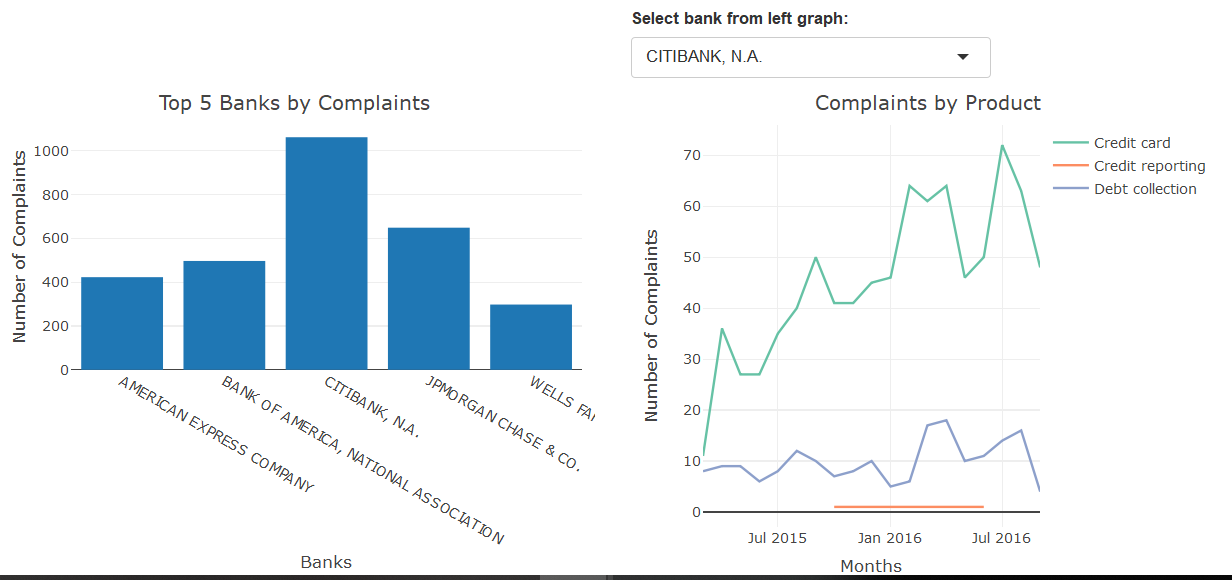 Select bank from left graph:
CITIBANK, N.A.
Top 5 Banks by Complaints
Number of Complaints
1000
800
600
400
200
0
AMERICAN EXPRESS COMPANY
BANK OF AMERICA, NATIONAL ASSOCIATION
CITIBANK, N.A.
JPMORGAN CHASE & CO.
WELLS FA
Banks
Complaints by Product
Number of Complaints
70
60
50
40
30
20
10
0
Jul 2015
Jan 2016
Jul 2016
Months
Credit card
Credit reporting
Debt collection